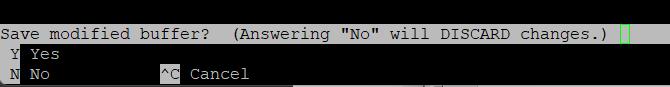 Save modified buffer?  (Answering "No" will DISCARD changes.)
Y Yes
N No           ^C Cancel